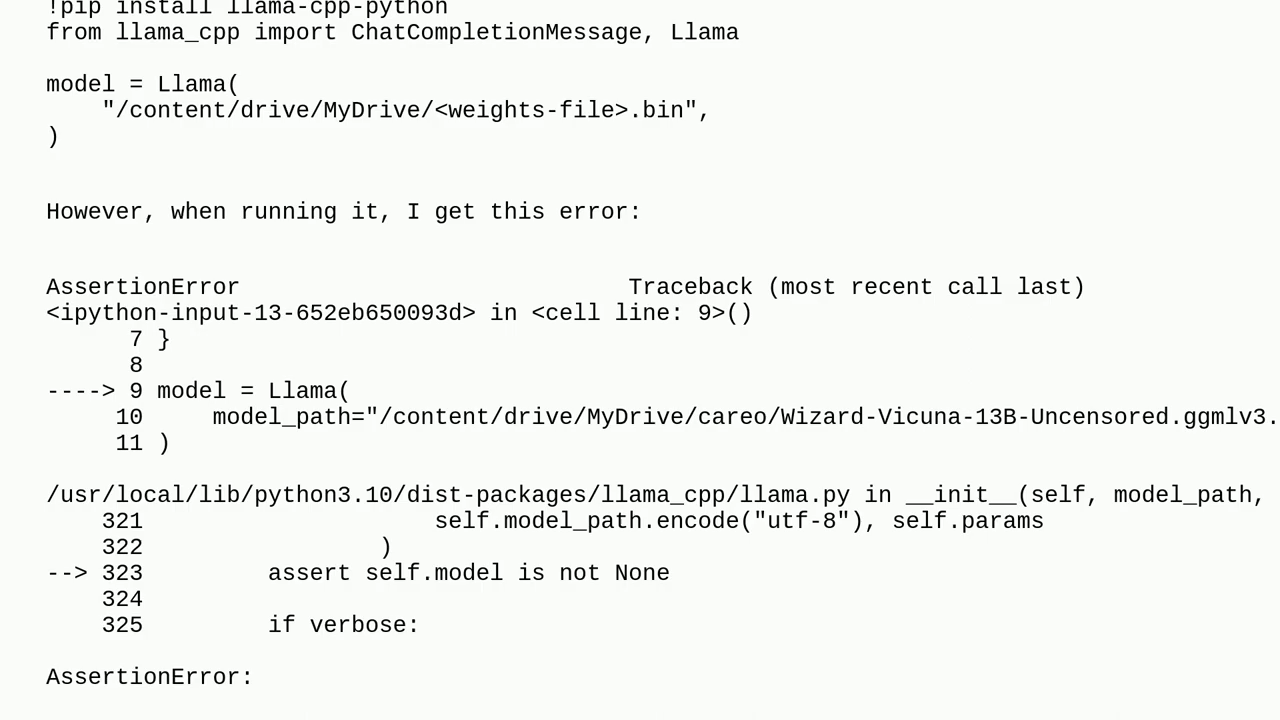 !pip install llama-cpp-python
from llama_cpp import ChatCompletionMessage, Llama
model = Llama(
    "/content/drive/MyDrive/<weights-file>.bin",
)
However, when running it, I get this error:
AssertionError                            Traceback (most recent call last)
<ipython-input-13-652eb650093d> in <cell line: 9>()
      7 }
      8
----> 9 model = Llama(
     10     model_path="/content/drive/MyDrive/careo/Wizard-Vicuna-13B-Uncensored.ggmlv3.
     11 )
/usr/local/lib/python3.10/dist-packages/llama_cpp/llama.py in __init__(self, model_path,
    321                     self.model_path.encode("utf-8"), self.params
    322                 )
--> 323         assert self.model is not None
    324
    325         if verbose:
AssertionError: